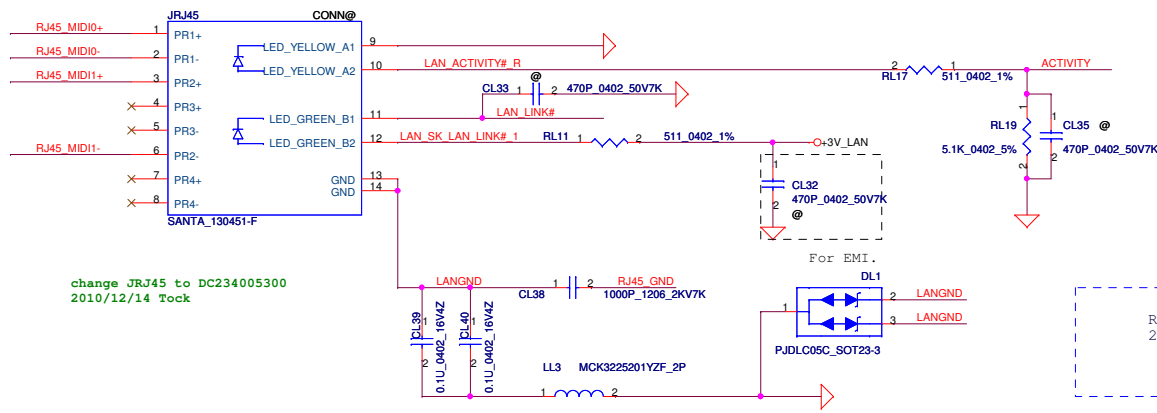 JRJ45 CONN@
RJ45_MIDI0+ 1 PR1+ LED_YELLOW_A1 9
RJ45_MIDI0- 2 PR1- LED_YELLOW_A2 10 LAN_ACTIVITY#_R 2 RL17 1 511_0402_1% ACTIVITY
RJ45_MIDI1+ 3 PR2+
4 PR3+ LED_GREEN_B1 11 LAN_LINK#
CL33 1 @ 2 470P_0402_50V7K
5 PR3- LED_GREEN_B2 12 LAN_SK_LAN_LINK#_1 RL11 1 2 511_0402_1% +3V_LAN
RJ45_MIDI1- 6 PR2-
7 PR4+ GND 13
8 PR4- GND 14
SANTA_130451-F
1 RL19 2 5.1K_0402_5%
1 CL35 @ 2 470P_0402_50V7K
1 CL32 2 470P_0402_50V7K
@
For EMI.
change JRJ45 to DC234005300
2010/12/14 Tock
LANGND CL38 1 2 RJ45_GND
1000P_1206_2KV7K
CL39 1 2 0.1U_0402_16V4Z
CL40 1 2 0.1U_0402_16V4Z
LL3 MCK3225201YZF_2P
1 2
DL1
1 2 LANGND
3 LANGND
PJDLC05C_SOT23-3
R
2